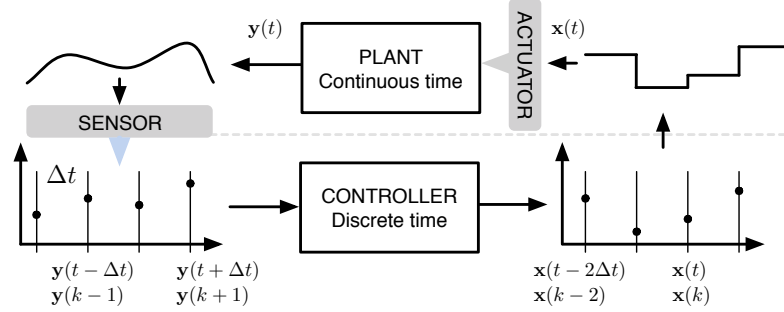 y(t)
PLANT
Continuous time
ACTUATOR
x(t)
SENSOR
Δt
CONTROLLER
Discrete time
y(t − Δt)
y(k − 1)
y(t + Δt)
y(k + 1)
x(t − 2Δt)
x(k − 2)
x(t)
x(k)